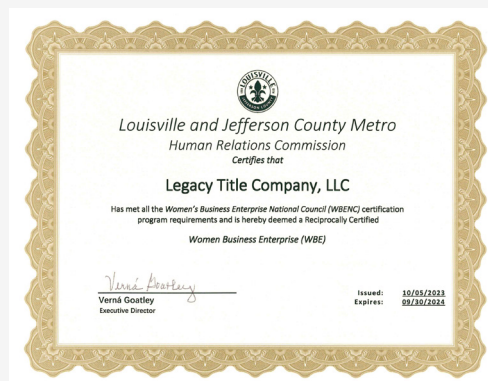 LOUISVILLE
JEFFERSON COUNTY
Louisville and Jefferson County Metro
Human Relations Commission
Certifies that
Legacy Title Company, LLC
Has met all the Women's Business Enterprise National Council (WBENC) certification
program requirements and is hereby deemed a Reciprocally Certified
Women Business Enterprise (WBE)
Verná Goatley
Verná Goatley
Executive Director
Issued: 10/05/2023
Expires: 09/30/2024